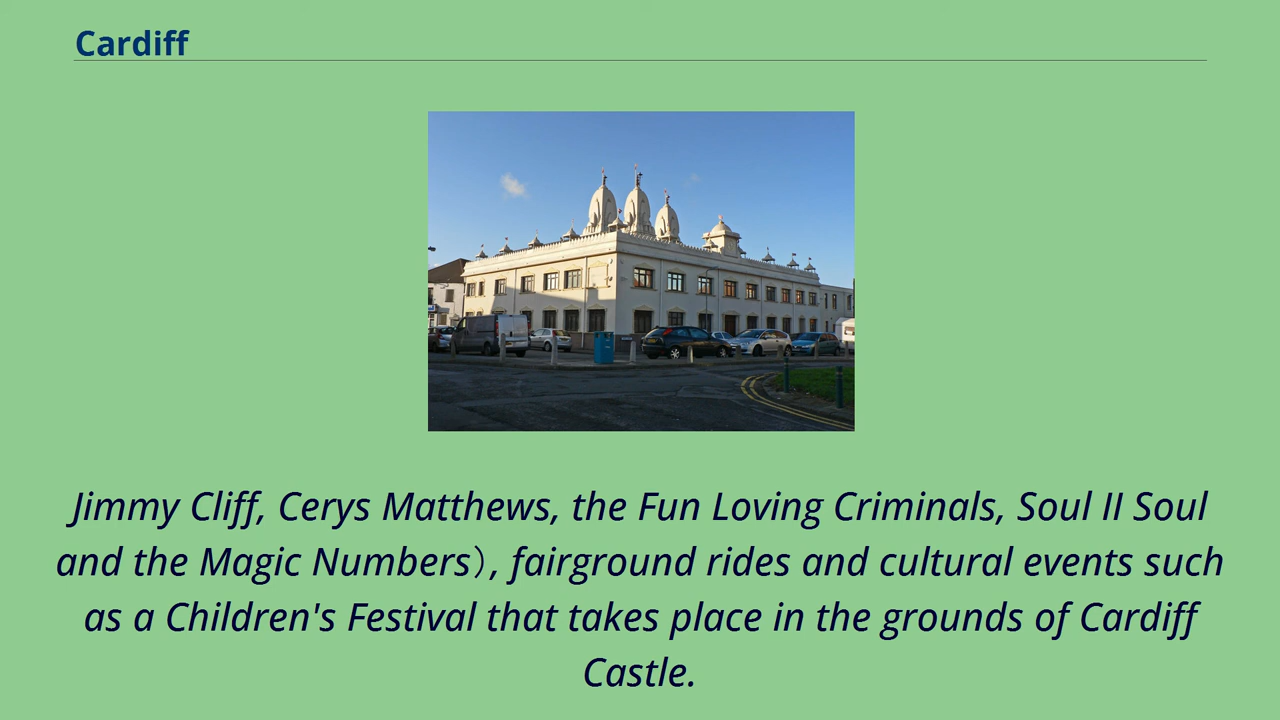 Cardiff
Jimmy Cliff, Cerys Matthews, the Fun Loving Criminals, Soul II Soul
and the Magic Numbers）, fairground rides and cultural events such
as a Children's Festival that takes place in the grounds of Cardiff
Castle.